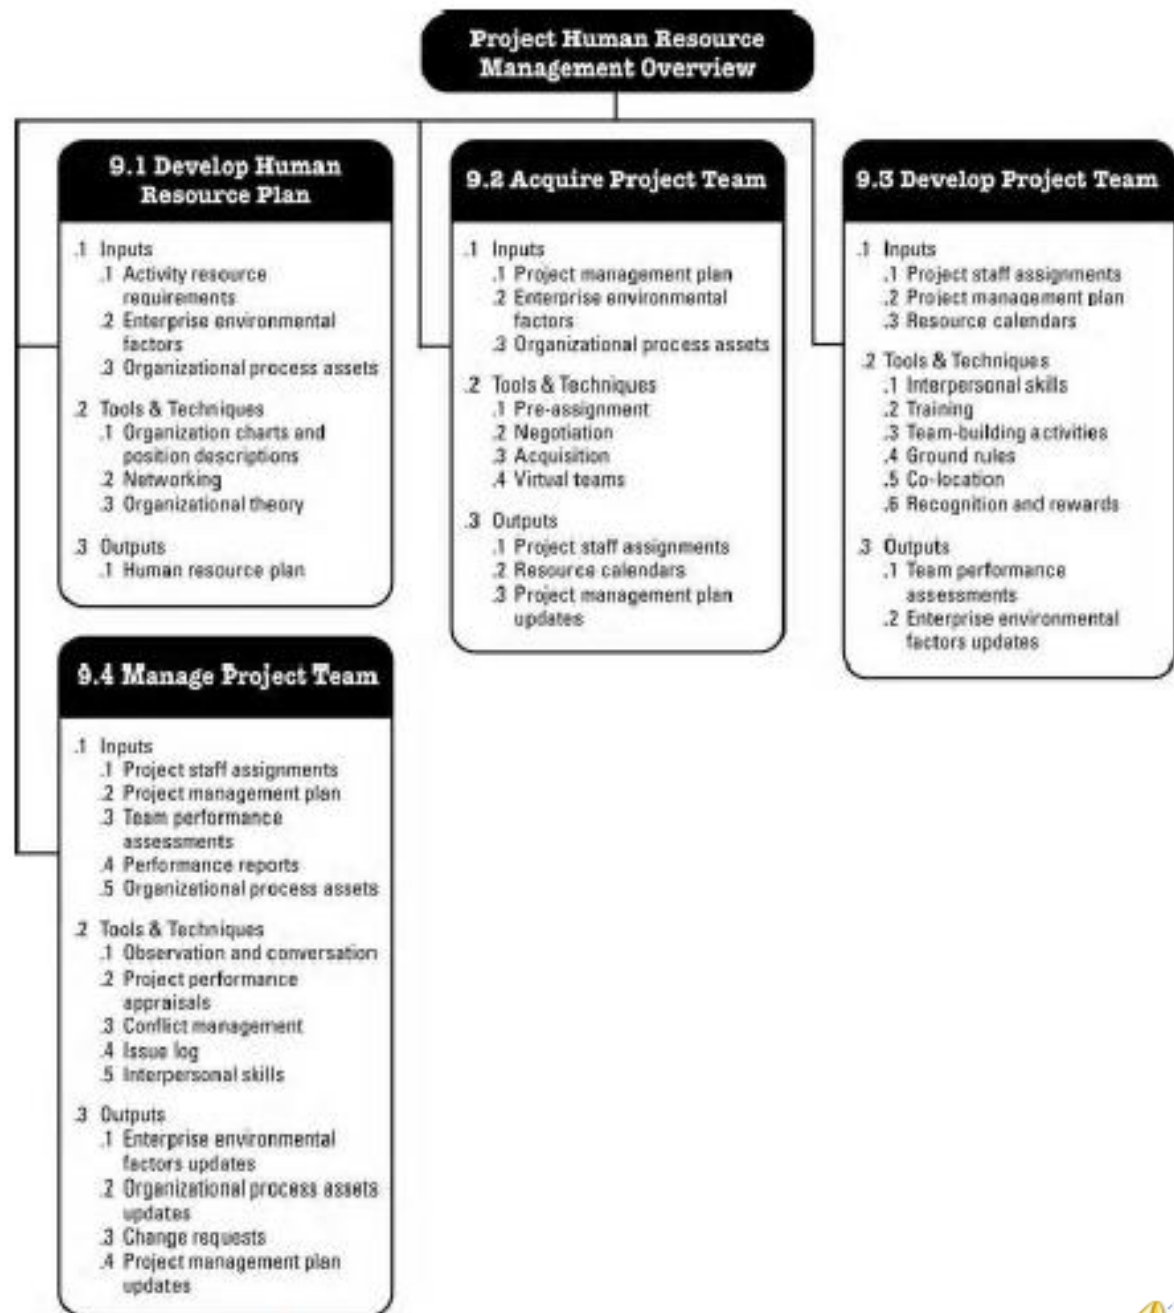 Project Human Resource
Management Overview
9.1 Develop Human
Resource Plan
.1 Inputs
.1 Activity resource
requirements
.2 Enterprise environmental
factors
.3 Organizational process assets
.2 Tools & Techniques
.1 Organization charts and
position descriptions
.2 Networking
.3 Organizational theory
.3 Outputs
.1 Human resource plan
9.2 Acquire Project Team
.1 Inputs
.1 Project management plan
.2 Enterprise environmental
factors
.3 Organizational process assets
.2 Tools & Techniques
.1 Pre-assignment
.2 Negotiation
.3 Acquisition
.4 Virtual teams
.3 Outputs
.1 Project staff assignments
.2 Resource calendars
.3 Project management plan
updates
9.3 Develop Project Team
.1 Inputs
.1 Project staff assignments
.2 Project management plan
.3 Resource calendars
.2 Tools & Techniques
.1 Interpersonal skills
.2 Training
.3 Team-building activities
.4 Ground rules
.5 Co-location
.6 Recognition and rewards
.3 Outputs
.1 Team performance
assessments
.2 Enterprise environmental
factors updates
9.4 Manage Project Team
.1 Inputs
.1 Project staff assignments
.2 Project management plan
.3 Team performance
assessments
.4 Performance reports
.5 Organizational process assets
.2 Tools & Techniques
.1 Observation and conversation
.2 Project performance
appraisals
.3 Conflict management
.4 Issue log
.5 Interpersonal skills
.3 Outputs
.1 Enterprise environmental
factors updates
.2 Organizational process assets
updates
.3 Change requests
.4 Project management plan
updates